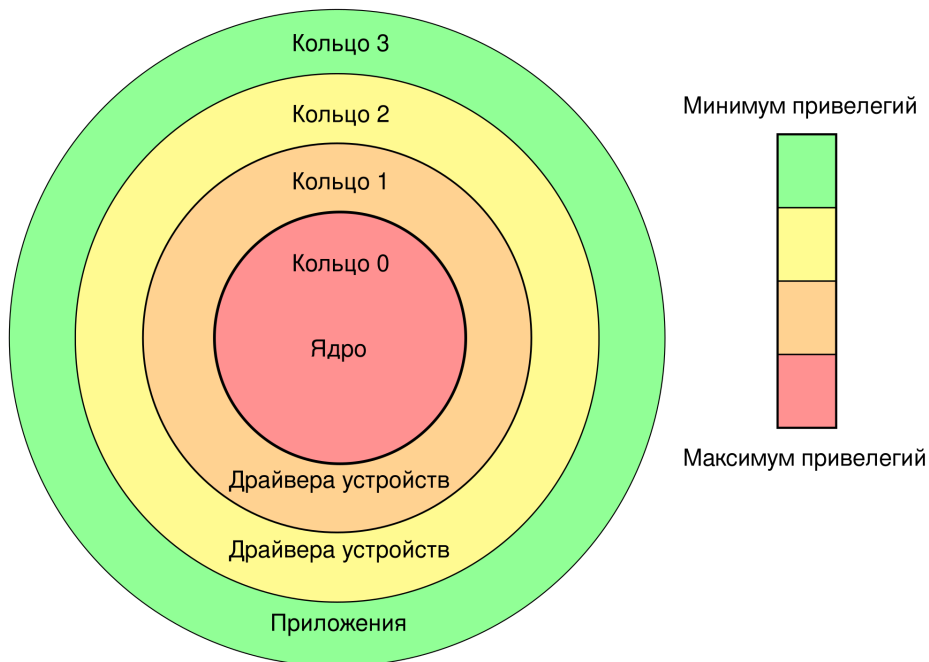 Кольцо 3
Кольцо 2
Кольцо 1
Кольцо 0
Ядро
Драйвера устройств
Драйвера устройств
Приложения
Минимум привелегий
Максимум привелегий